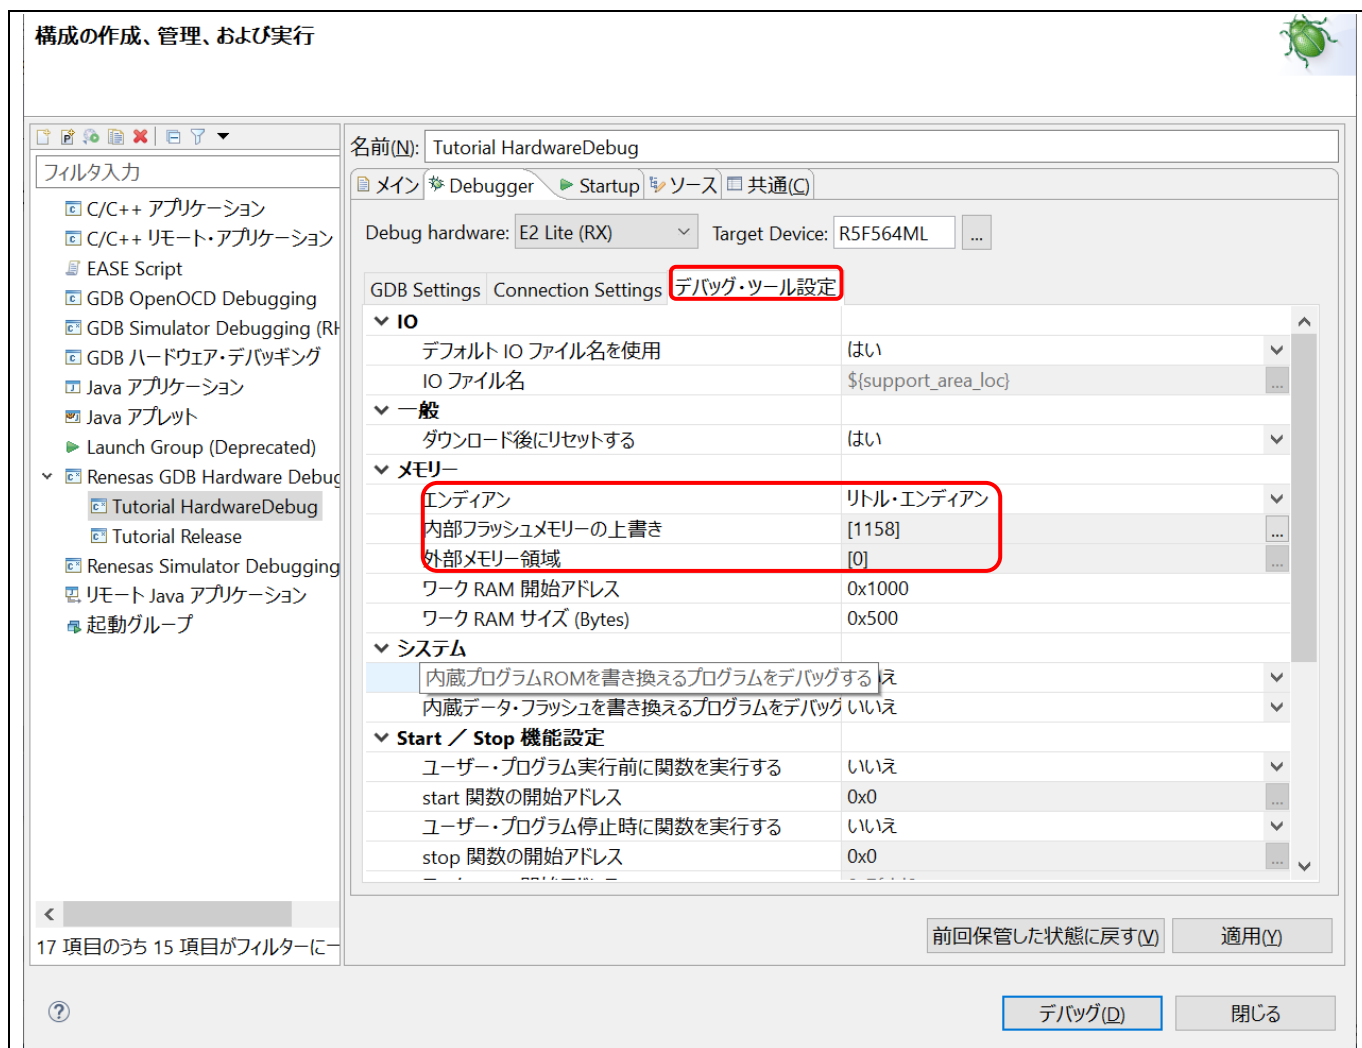 構成の作成、管理、および実行
名前(N): Tutorial HardwareDebug
フィルタ入力
C/C++ アプリケーション
C/C++ リモート・アプリケーション
EASE Script
GDB OpenOCD Debugging
GDB Simulator Debugging (RH
GDB ハードウェア・デバッギング
Java アプリケーション
Java アプレット
Launch Group (Deprecated)
Renesas GDB Hardware Debug
Tutorial HardwareDebug
Tutorial Release
Renesas Simulator Debugging
リモート Java アプリケーション
起動グループ
17 項目のうち 15 項目がフィルターに一
メイン Debugger Startup ソース 共通(C)
Debug hardware: E2 Lite (RX) Target Device: R5F564ML ...
GDB Settings Connection Settings デバッグ・ツール設定
IO
デフォルト IO ファイル名を使用 はい
IO ファイル名 ${support_area_loc} ...
一般
ダウンロード後にリセットする はい
メモリー
エンディアン リトル・エンディアン
内部フラッシュメモリーの上書き [1158] ...
外部メモリー領域 [0] ...
ワーク RAM 開始アドレス 0x1000
ワーク RAM サイズ (Bytes) 0x500
システム
内蔵プログラムROMを書き換えるプログラムをデバッグする え
内蔵データ・フラッシュを書き換えるプログラムをデバッグ いいえ
Start ／ Stop 機能設定
ユーザー・プログラム実行前に関数を実行する いいえ
start 関数の開始アドレス 0x0 ...
ユーザー・プログラム停止時に関数を実行する いいえ
stop 関数の開始アドレス 0x0 ...
前回保管した状態に戻す(V) 適用(Y)
デバッグ(D) 閉じる